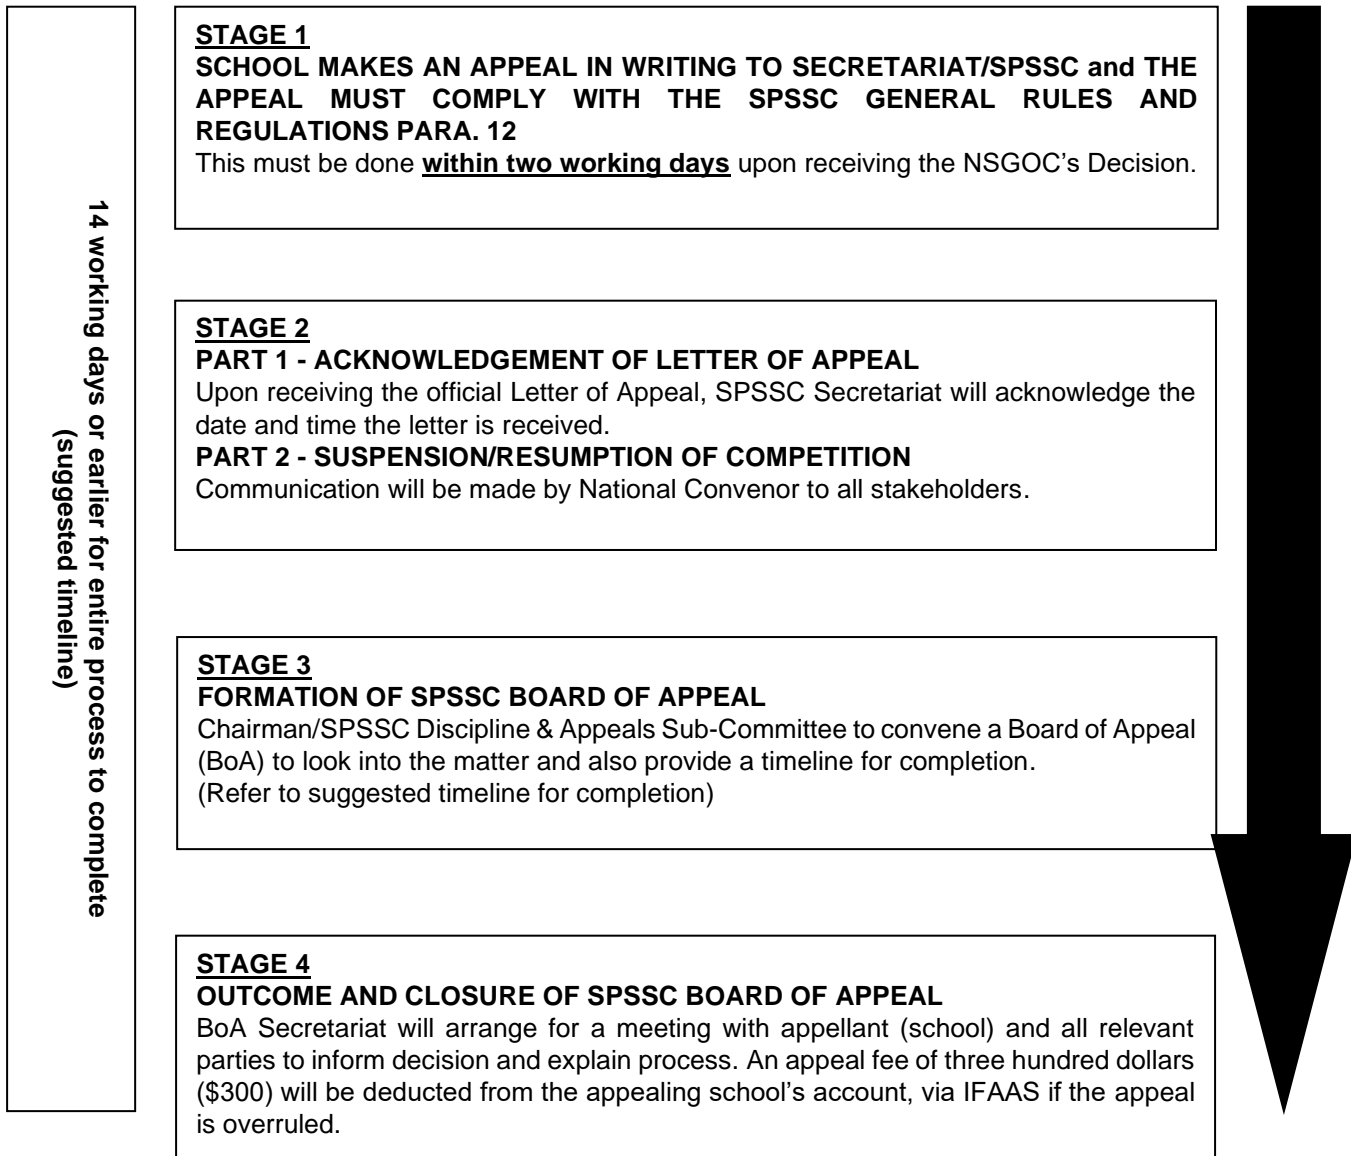 14 working days or earlier for entire process to complete
(suggested timeline)
STAGE 1
SCHOOL MAKES AN APPEAL IN WRITING TO SECRETARIAT/SPSSC and THE
APPEAL MUST COMPLY WITH THE SPSSC GENERAL RULES AND
REGULATIONS PARA. 12
This must be done within two working days upon receiving the NSGOC’s Decision.
STAGE 2
PART 1 - ACKNOWLEDGEMENT OF LETTER OF APPEAL
Upon receiving the official Letter of Appeal, SPSSC Secretariat will acknowledge the
date and time the letter is received.
PART 2 - SUSPENSION/RESUMPTION OF COMPETITION
Communication will be made by National Convenor to all stakeholders.
STAGE 3
FORMATION OF SPSSC BOARD OF APPEAL
Chairman/SPSSC Discipline & Appeals Sub-Committee to convene a Board of Appeal
(BoA) to look into the matter and also provide a timeline for completion.
(Refer to suggested timeline for completion)
STAGE 4
OUTCOME AND CLOSURE OF SPSSC BOARD OF APPEAL
BoA Secretariat will arrange for a meeting with appellant (school) and all relevant
parties to inform decision and explain process. An appeal fee of three hundred dollars
($300) will be deducted from the appealing school’s account, via IFAAS if the appeal
is overruled.